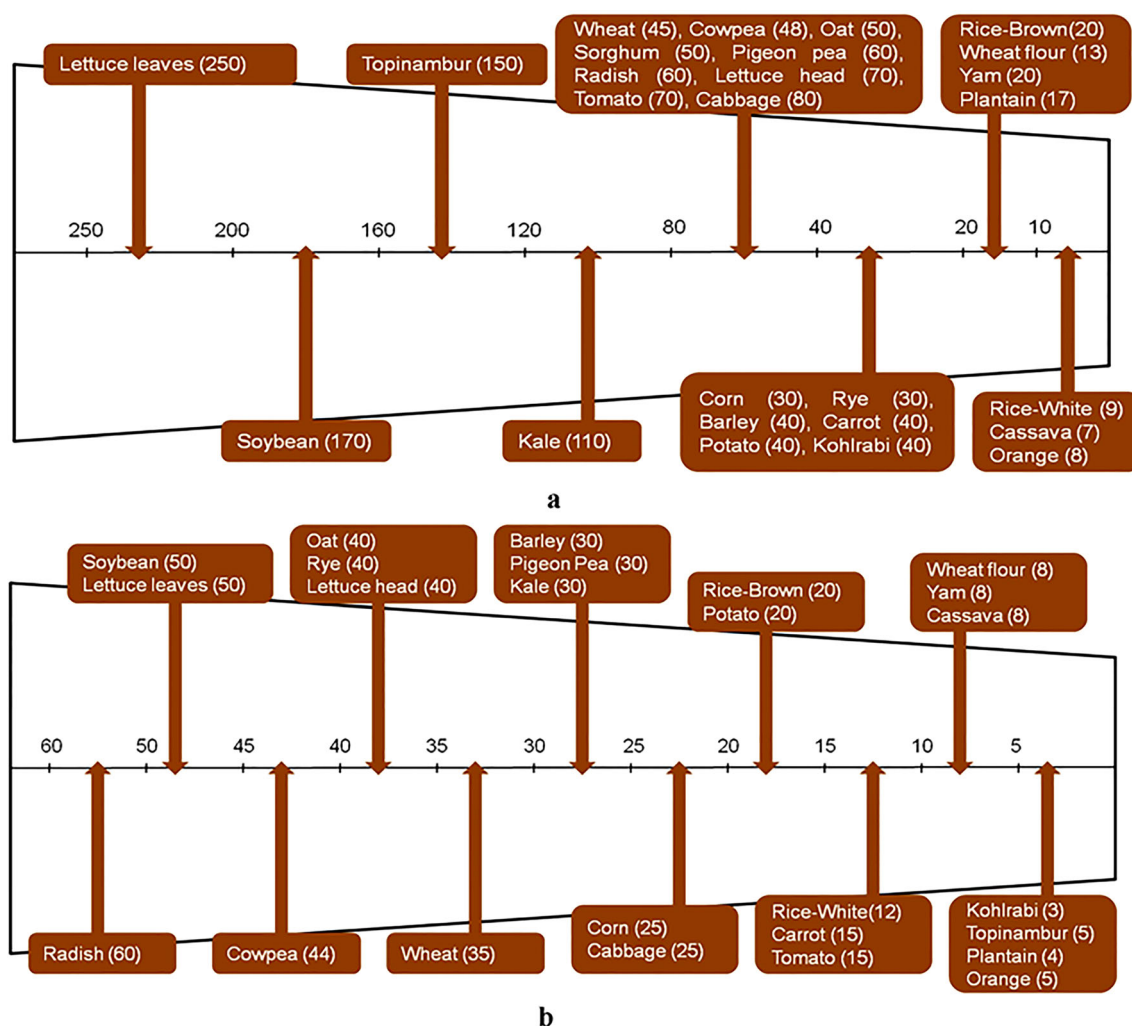 Lettuce leaves (250)
Topinambur (150)
Wheat (45), Cowpea (48), Oat (50),
Sorghum (50), Pigeon pea (60),
Radish (60), Lettuce head (70),
Tomato (70), Cabbage (80)
Rice-Brown(20)
Wheat flour (13)
Yam (20)
Plantain (17)
250 200 160 120 80 40 20 10
Soybean (170)
Kale (110)
Corn (30), Rye (30),
Barley (40), Carrot (40),
Potato (40), Kohlrabi (40)
Rice-White (9)
Cassava (7)
Orange (8)
a
Soybean (50)
Lettuce leaves (50)
Oat (40)
Rye (40)
Lettuce head (40)
Barley (30)
Pigeon Pea (30)
Kale (30)
Rice-Brown (20)
Potato (20)
Wheat flour (8)
Yam (8)
Cassava (8)
60 50 45 40 35 30 25 20 15 10 5
Radish (60)
Cowpea (44)
Wheat (35)
Corn (25)
Cabbage (25)
Rice-White(12)
Carrot (15)
Tomato (15)
Kohlrabi (3)
Topinambur (5)
Plantain (4)
Orange (5)
b